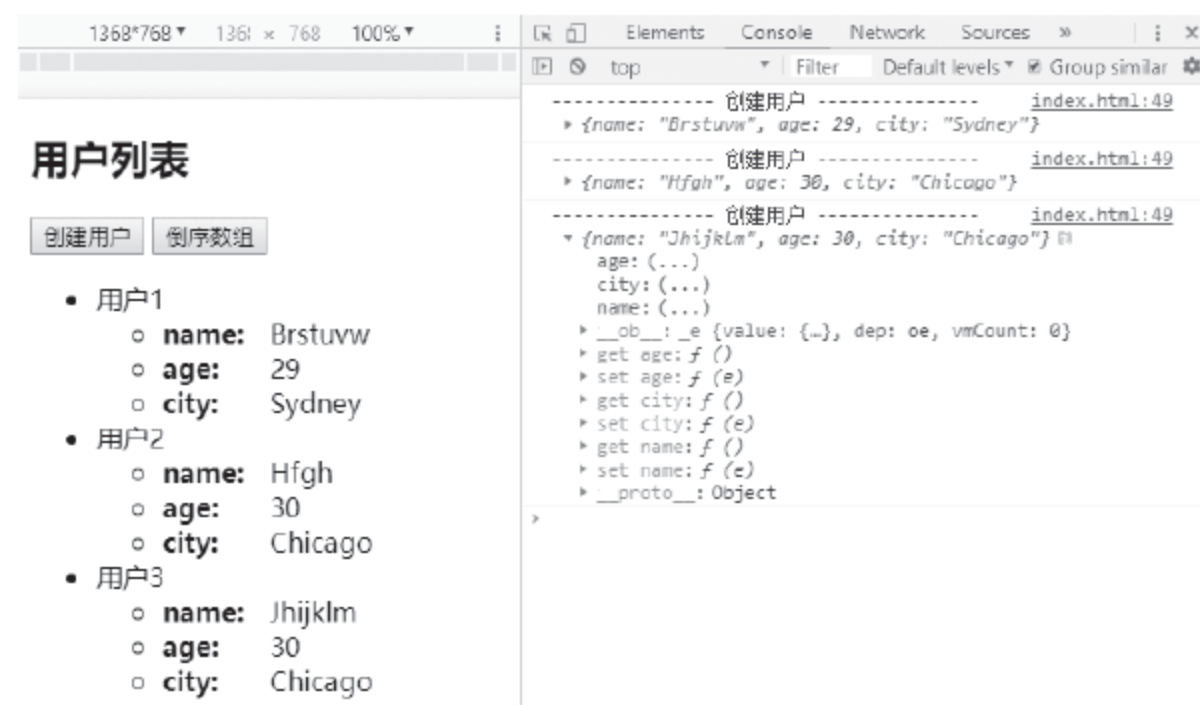 1368*768 ▾ 1368 × 768 100% ▾
用户列表
创建用户 倒序数组
• 用户1
○ name: Brstuvw
○ age: 29
○ city: Sydney
• 用户2
○ name: Hfgh
○ age: 30
○ city: Chicago
• 用户3
○ name: Jhijklm
○ age: 30
○ city: Chicago
Elements Console Network Sources »
top ▾ Filter Default levels ▾ Group similar
--------------- 创建用户 --------------- index.html:49
▸ {name: "Brstuvw", age: 29, city: "Sydney"}
--------------- 创建用户 --------------- index.html:49
▸ {name: "Hfgh", age: 30, city: "Chicago"}
--------------- 创建用户 --------------- index.html:49
▾ {name: "Jhijklm", age: 30, city: "Chicago"}
age: (...)
city: (...)
name: (...)
▸ __ob__: _e {value: {…}, dep: oe, vmCount: 0}
▸ get age: ƒ ()
▸ set age: ƒ (e)
▸ get city: ƒ ()
▸ set city: ƒ (e)
▸ get name: ƒ ()
▸ set name: ƒ (e)
▸ __proto__: Object
>